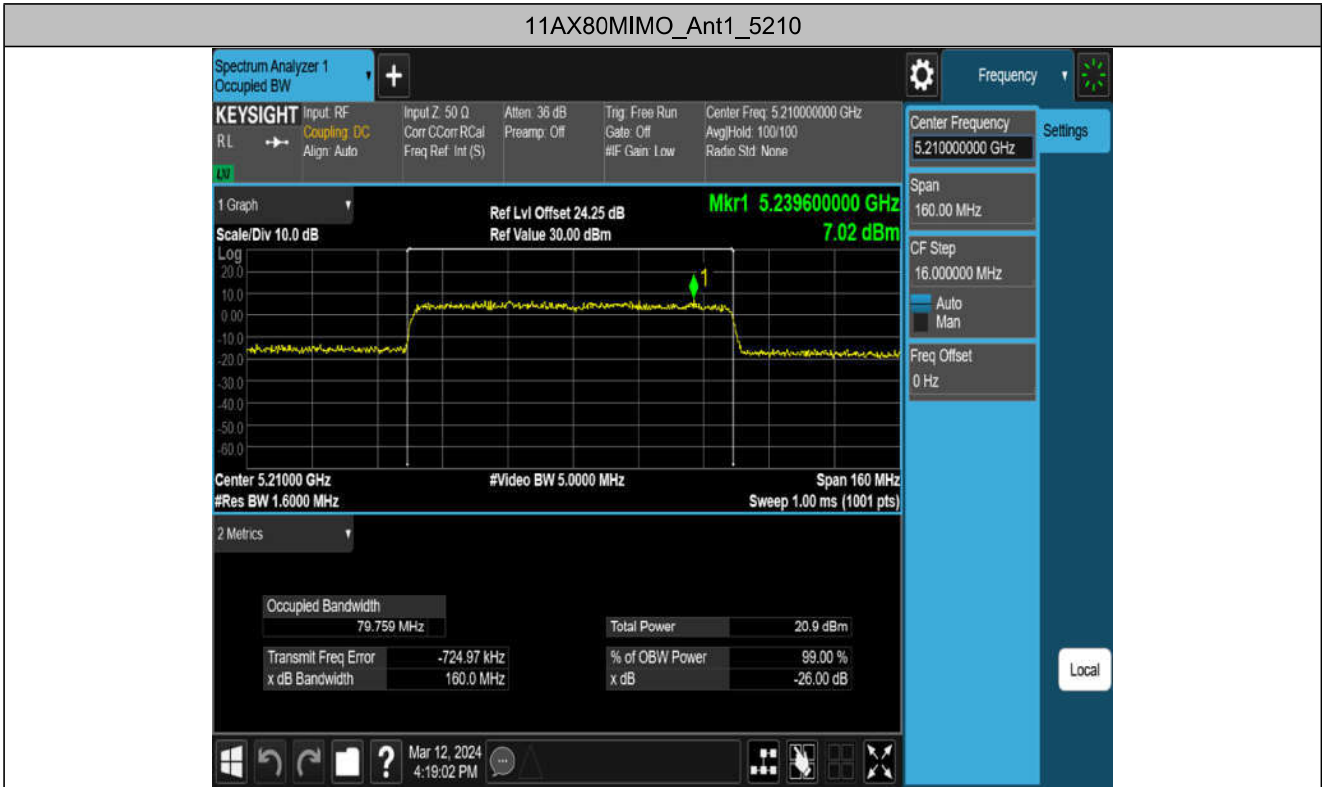 11AX80MIMO_Ant1_5210
Spectrum Analyzer 1
Occupied BW
Frequency
KEYSIGHT
RL
LXI
Input: RF
Coupling: DC
Align: Auto
Input Z: 50 Ω
Corr CCorr RCal
Freq Ref: Int (S)
Atten: 36 dB
Preamp: Off
Trig: Free Run
Gate: Off
#IF Gain: Low
Center Freq: 5.210000000 GHz
Avg|Hold: 100/100
Radio Std: None
Center Frequency
5.210000000 GHz
Settings
Span
160.00 MHz
CF Step
16.000000 MHz
Auto
Man
Freq Offset
0 Hz
Local
1 Graph
Scale/Div 10.0 dB
Ref Lvl Offset 24.25 dB
Ref Value 30.00 dBm
Mkr1 5.239600000 GHz
7.02 dBm
Log
20.0
10.0
0.00
-10.0
-20.0
-30.0
-40.0
-50.0
-60.0
1
Center 5.21000 GHz
#Res BW 1.6000 MHz
#Video BW 5.0000 MHz
Span 160 MHz
Sweep 1.00 ms (1001 pts)
2 Metrics
Occupied Bandwidth
79.759 MHz
Total Power 20.9 dBm
Transmit Freq Error -724.97 kHz
% of OBW Power 99.00 %
x dB Bandwidth 160.0 MHz
x dB -26.00 dB
Mar 12, 2024
4:19:02 PM